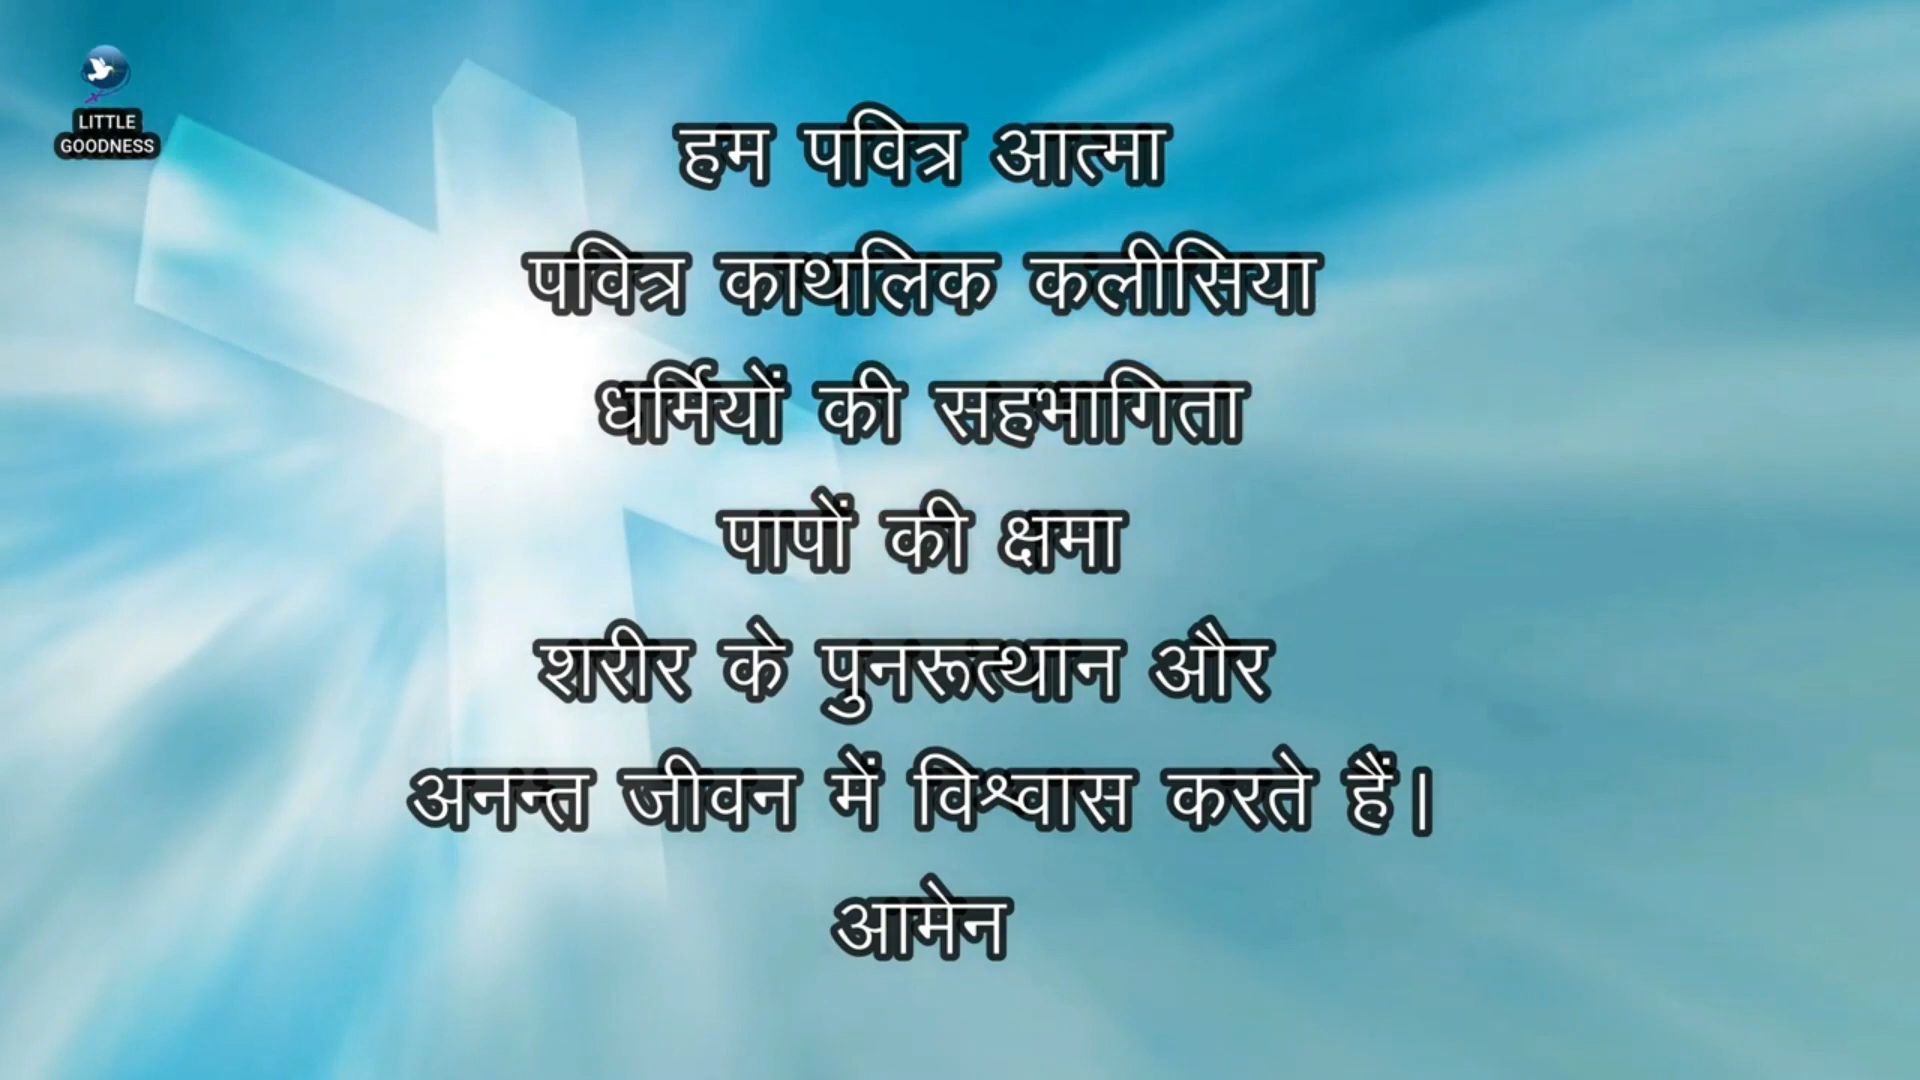 LITTLE
GOODNESS
हम पवित्र आत्मा
पवित्र काथलिक कलीसिया
धर्मियों की सहभागिता
पापों की क्षमा
शरीर के पुनरूत्थान और
अनन्त जीवन में विश्वास करते हैं।
आमेन